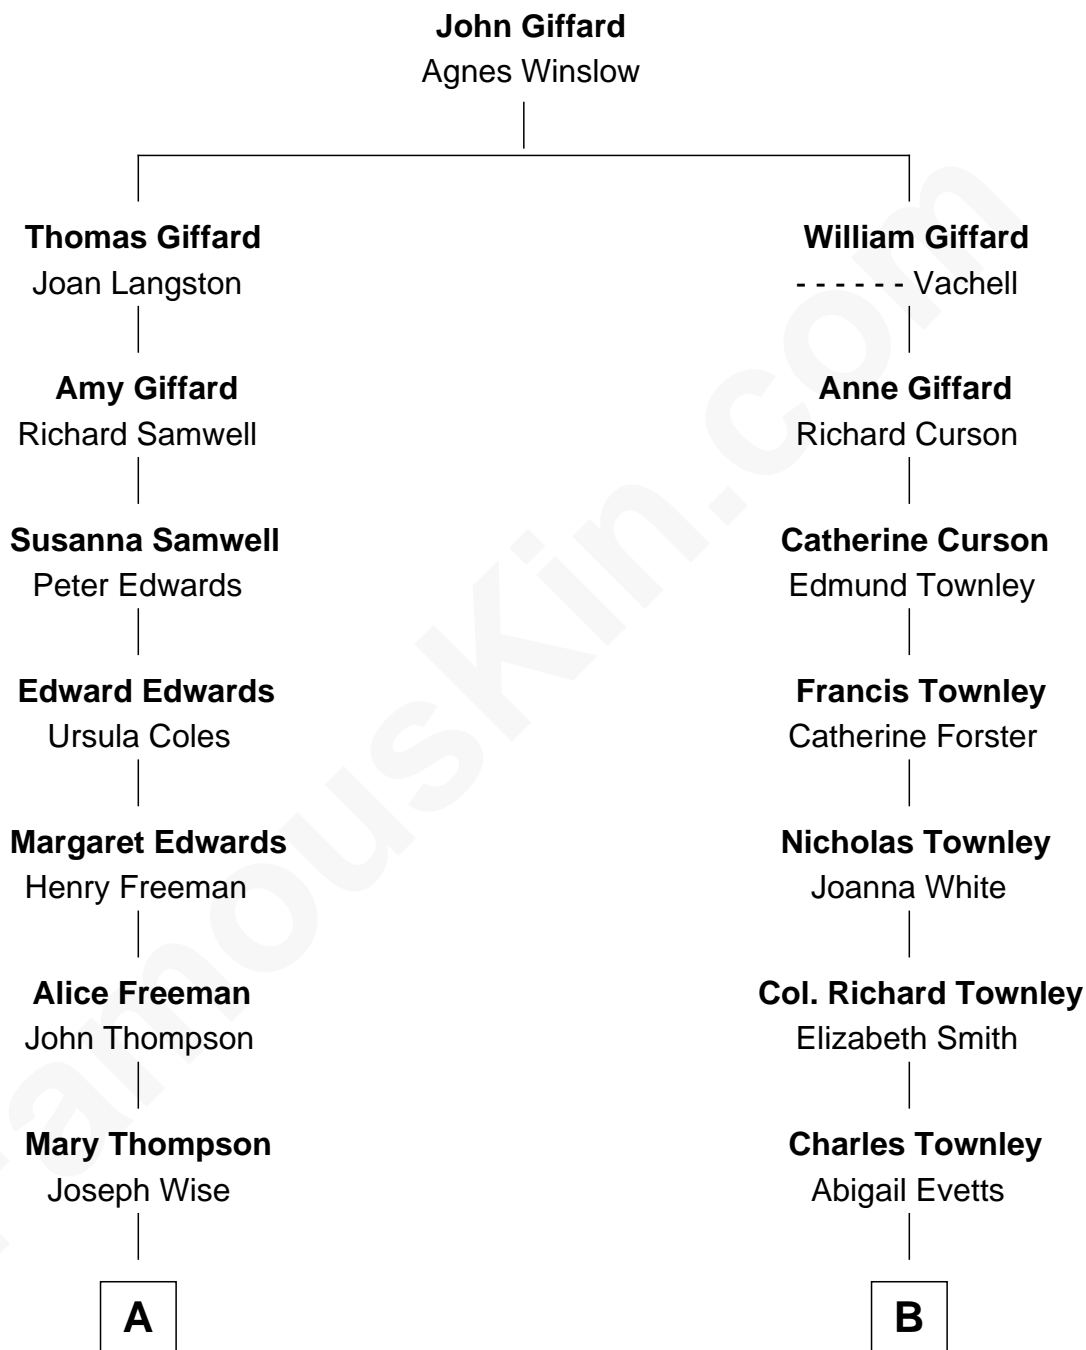 John Giffard
Agnes Winslow
Thomas Giffard
Joan Langston
Amy Giffard
Richard Samwell
Susanna Samwell
Peter Edwards
Edward Edwards
Ursula Coles
Margaret Edwards
Henry Freeman
Alice Freeman
John Thompson
Mary Thompson
Joseph Wise
A
William Giffard
- - - - - - Vachell
Anne Giffard
Richard Curson
Catherine Curson
Edmund Townley
Francis Townley
Catherine Forster
Nicholas Townley
Joanna White
Col. Richard Townley
Elizabeth Smith
Charles Townley
Abigail Evetts
B
FamousKin.com